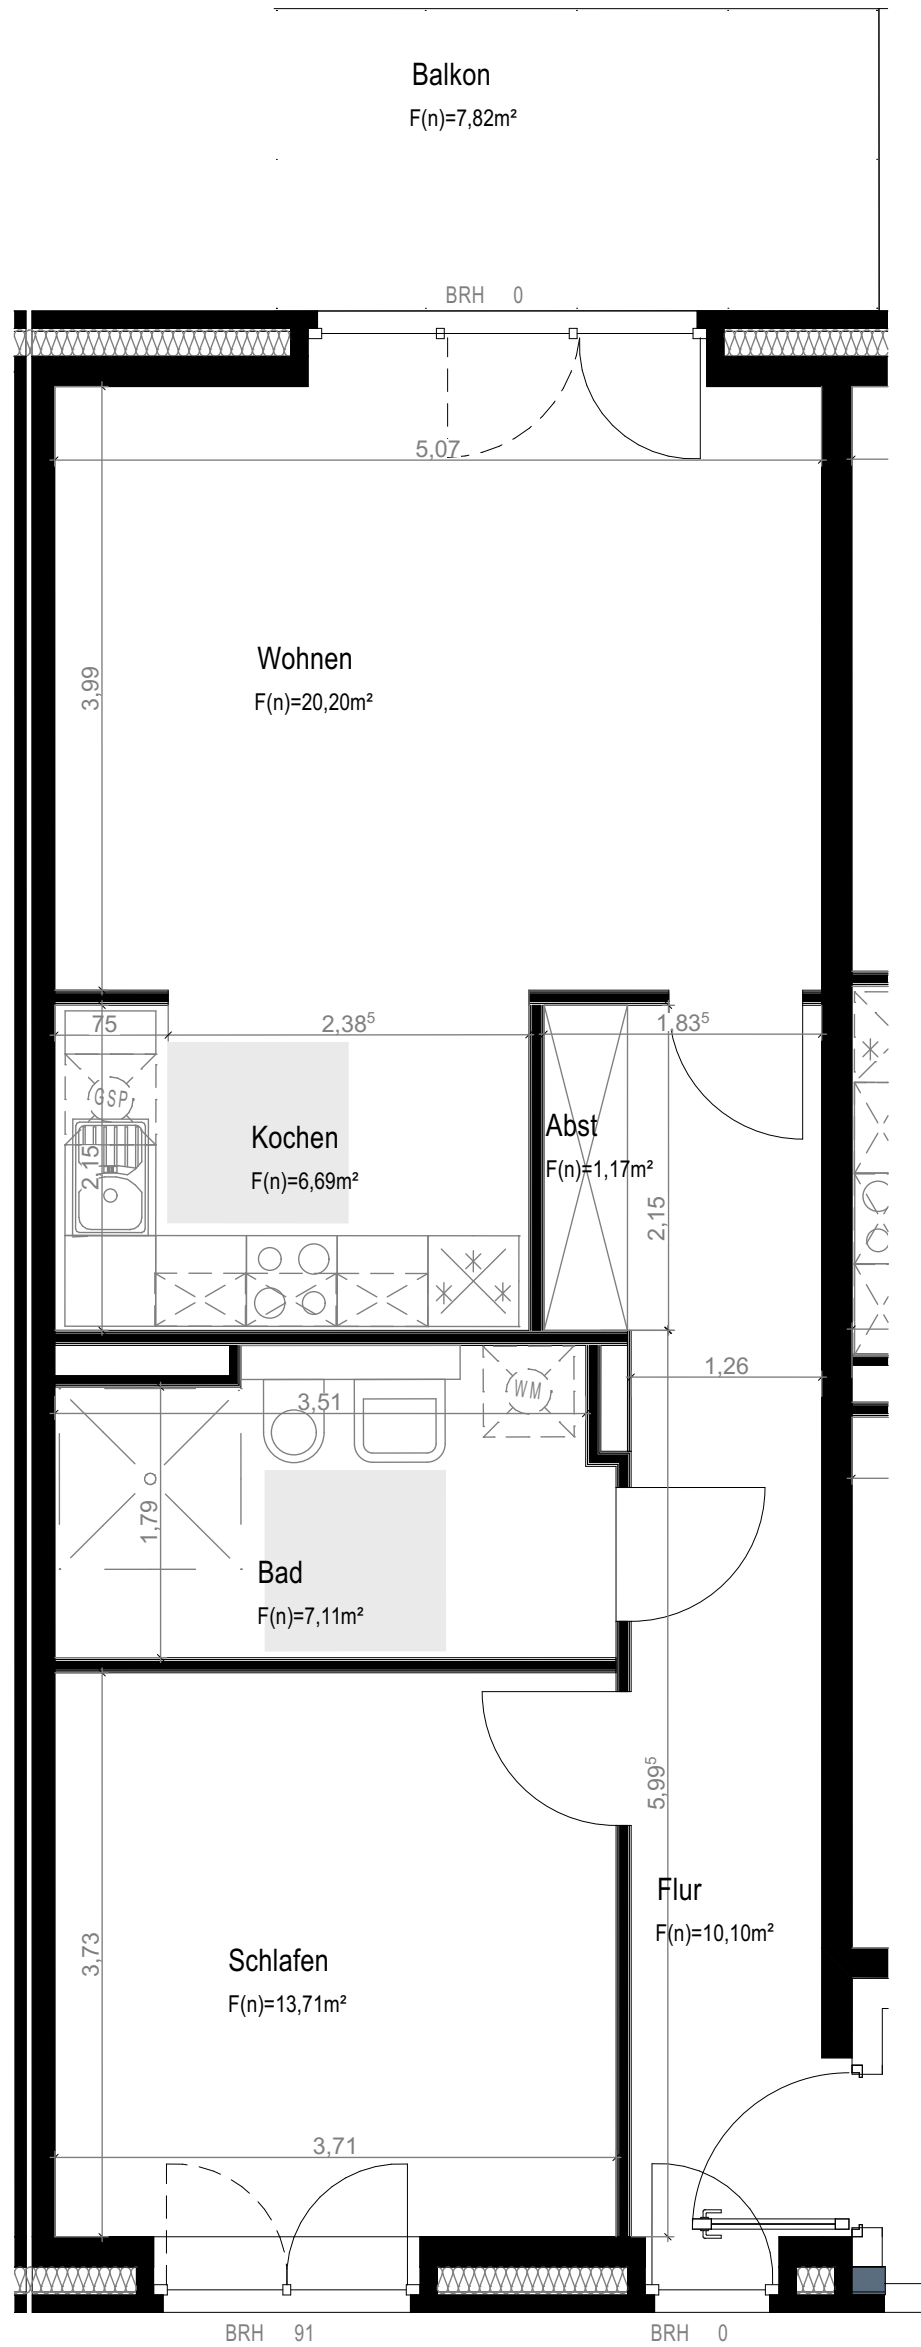 Balkon
F(n)=7,82m²
BRH 0
5,07
3,99
Wohnen
F(n)=20,20m²
75
2,38⁵
1,83⁵
GSP
Kochen
F(n)=6,69m²
2,15
Abst
F(n)=1,17m²
2,15
1,26
WM
3,51
1,79
Bad
F(n)=7,11m²
5,99⁵
Flur
F(n)=10,10m²
3,73
Schlafen
F(n)=13,71m²
3,71
BRH 91
BRH 0